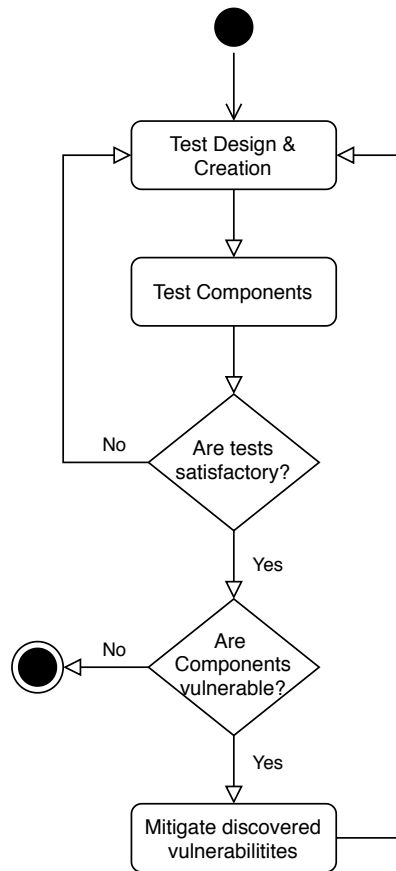 Test Design &
Creation
Test Components
Are tests
satisfactory?
No
Yes
Are
Components
vulnerable?
No
Yes
Mitigate discovered
vulnerabilitites